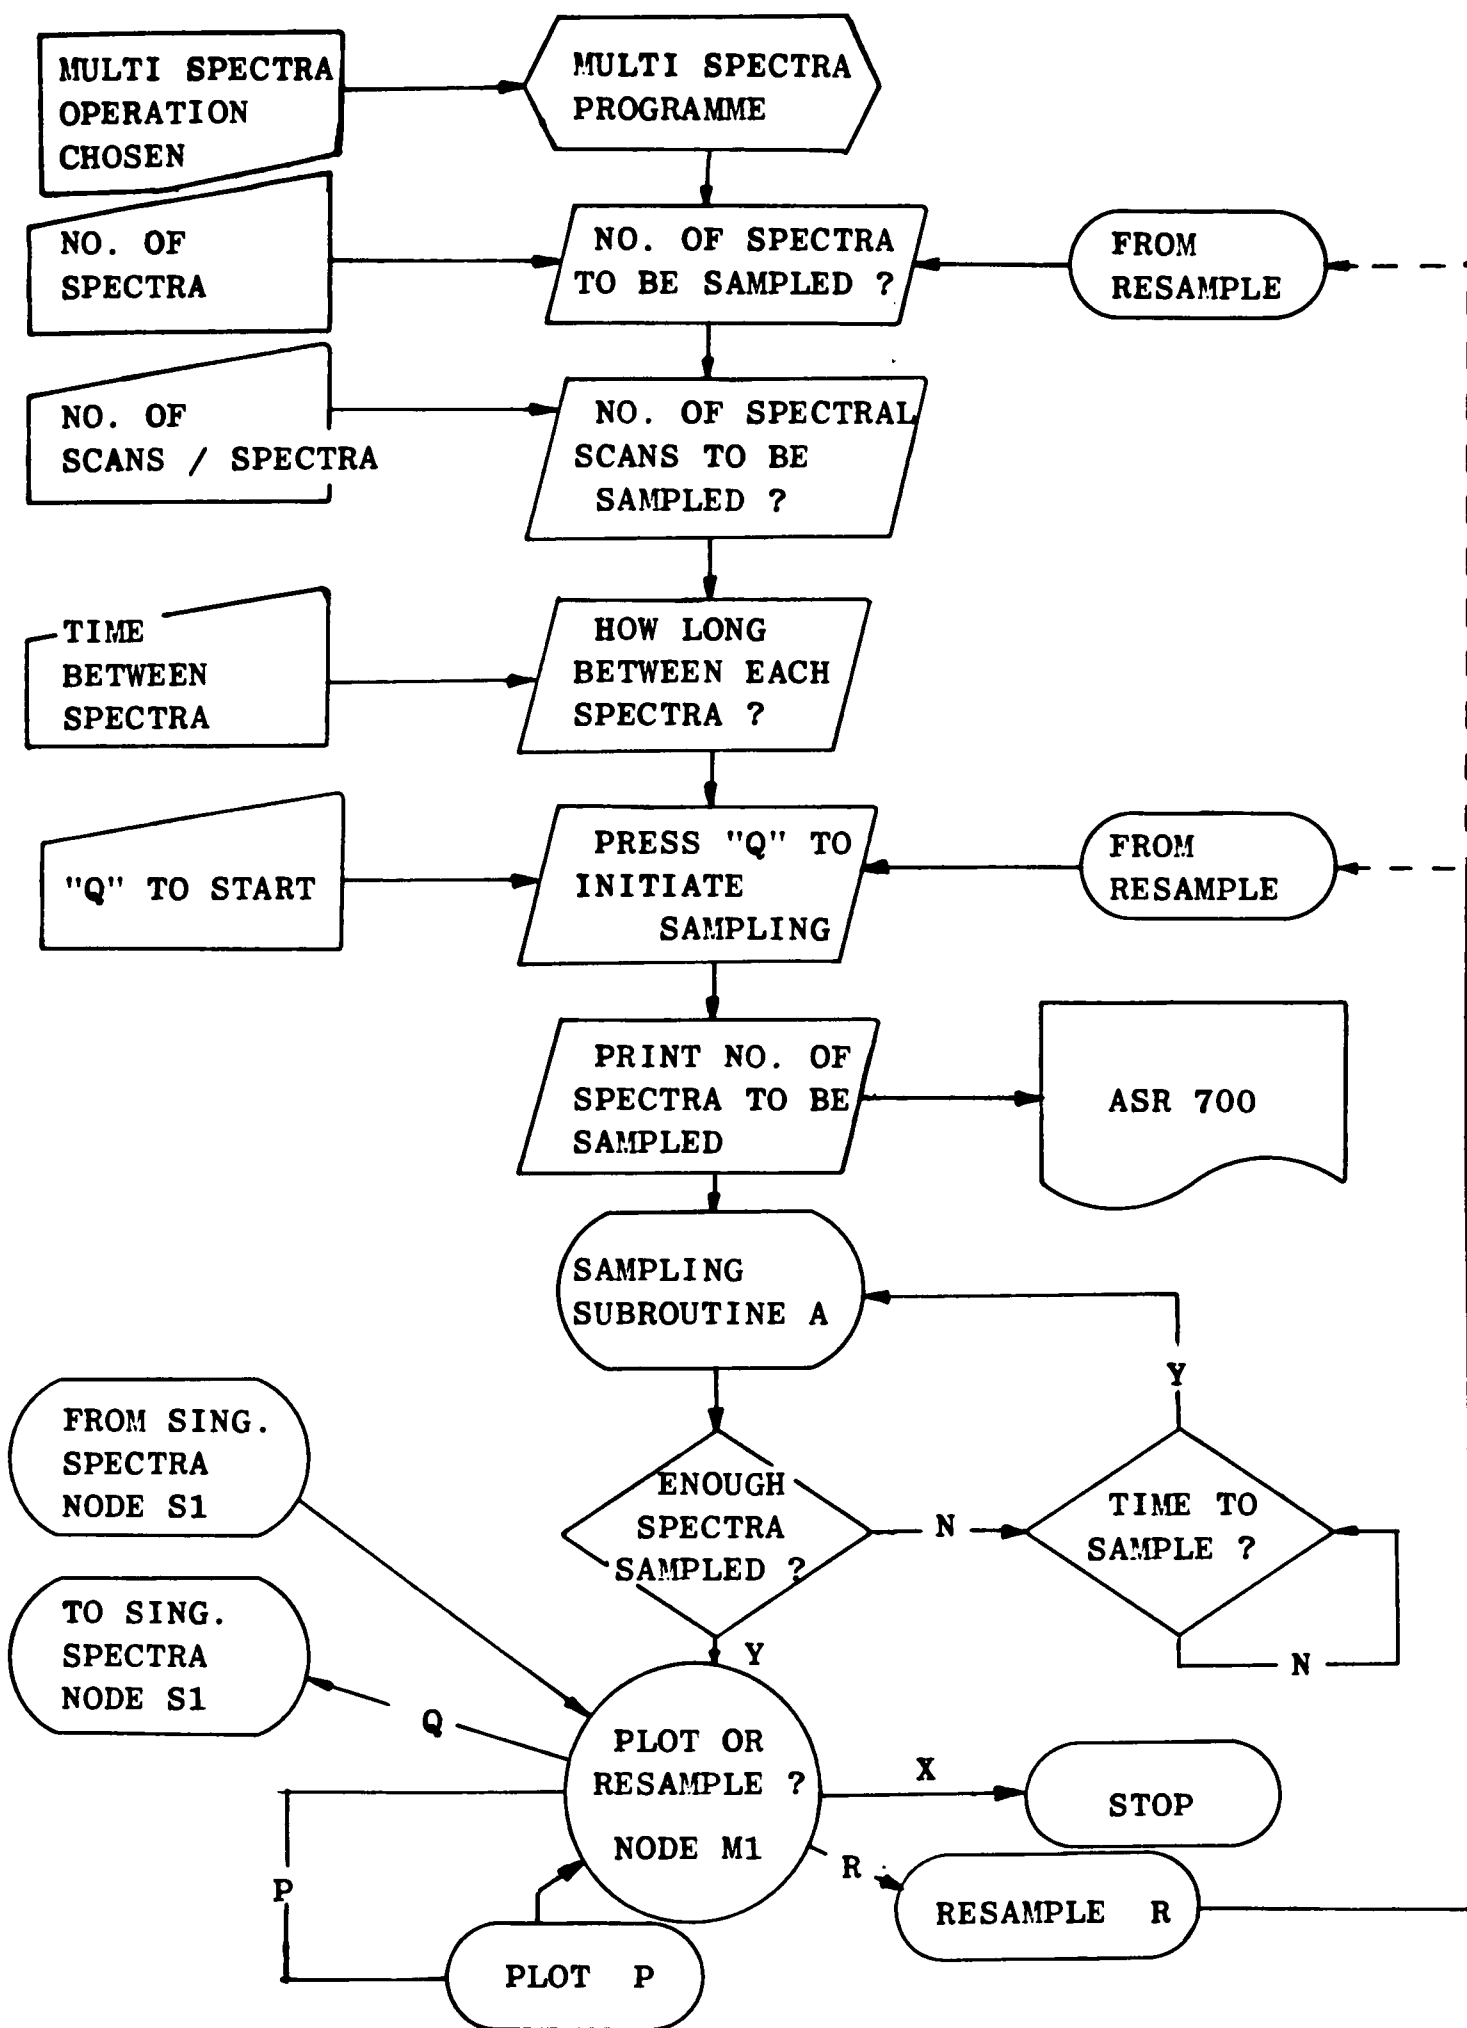 MULTI SPECTRA
OPERATION
CHOSEN
MULTI SPECTRA
PROGRAMME
NO. OF
SPECTRA
NO. OF SPECTRA
TO BE SAMPLED ?
FROM
RESAMPLE
NO. OF
SCANS / SPECTRA
NO. OF SPECTRAL
SCANS TO BE
SAMPLED ?
TIME
BETWEEN
SPECTRA
HOW LONG
BETWEEN EACH
SPECTRA ?
"Q" TO START
PRESS "Q" TO
INITIATE
SAMPLING
FROM
RESAMPLE
PRINT NO. OF
SPECTRA TO BE
SAMPLED
ASR 700
SAMPLING
SUBROUTINE A
Y
FROM SING.
SPECTRA
NODE S1
ENOUGH
SPECTRA
SAMPLED ?
N
TIME TO
SAMPLE ?
N
Y
TO SING.
SPECTRA
NODE S1
Q
PLOT OR
RESAMPLE ?
NODE M1
X
STOP
R
RESAMPLE R
P
PLOT P